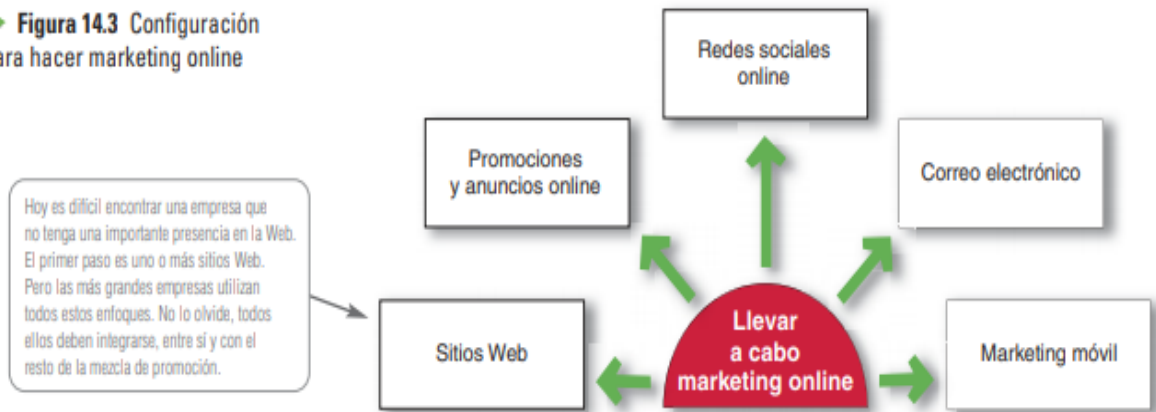 Figura 14.3 Configuración
ara hacer marketing online
Redes sociales
online
Promociones
y anuncios online
Correo electrónico
Hoy es difícil encontrar una empresa que
no tenga una importante presencia en la Web.
El primer paso es uno o más sitios Web.
Pero las más grandes empresas utilizan
todos estos enfoques. No lo olvide, todos
ellos deben integrarse, entre sí y con el
resto de la mezcla de promoción.
Sitios Web
Llevar
a cabo
marketing online
Marketing móvil